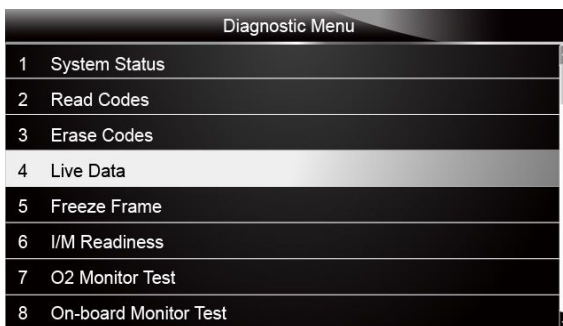 Diagnostic Menu
1 System Status
2 Read Codes
3 Erase Codes
4 Live Data
5 Freeze Frame
6 I/M Readiness
7 O2 Monitor Test
8 On-board Monitor Test